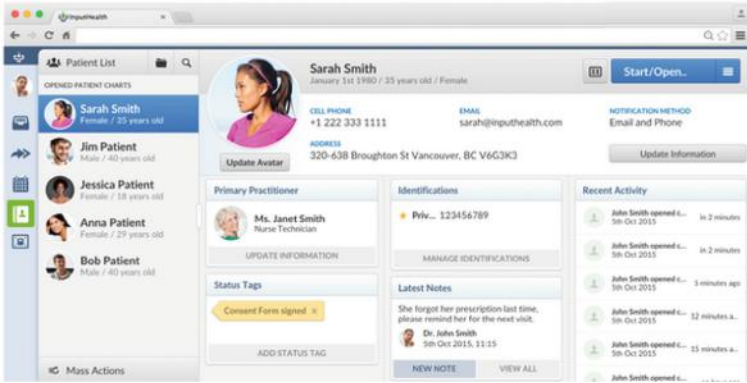 InputHealth
Patient List
OPENED PATIENT CHARTS
Sarah Smith
Female / 35 years old
Jim Patient
Male / 40 years old
Jessica Patient
Female / 18 years old
Anna Patient
Female / 29 years old
Bob Patient
Male / 40 years old
Mass Actions
Sarah Smith
January 1st 1980 / 35 years old / Female
Start/Open..
CELL PHONE
+1 222 333 1111
EMAIL
sarah@inputhealth.com
NOTIFICATION METHOD
Email and Phone
ADDRESS
320-638 Broughton St Vancouver, BC V6G3K3
Update Avatar
Update Information
Primary Practitioner
Ms. Janet Smith
Nurse Technician
UPDATE INFORMATION
Status Tags
Consent Form signed ×
ADD STATUS TAG
Identifications
Priv... 123456789
MANAGE IDENTIFICATIONS
Latest Notes
She forgot her prescription last time,
please remind her for the next visit.
Dr. John Smith
5th Oct 2015, 11:15
NEW NOTE VIEW ALL
Recent Activity
John Smith opened c... in 2 minutes
5th Oct 2015
John Smith opened c... in 2 minutes
5th Oct 2015
John Smith opened c... 3 minutes ago
5th Oct 2015
John Smith opened c... 12 minutes a...
5th Oct 2015
John Smith opened c... 15 minutes a...
5th Oct 2015
John Smith opened c...